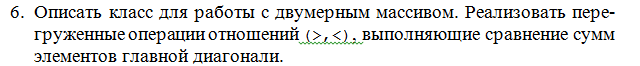 6. Описать класс для работы с двумерным массивом. Реализовать пере-
груженные операции отношений (>,<), выполняющие сравнение сумм
элементов главной диагонали.